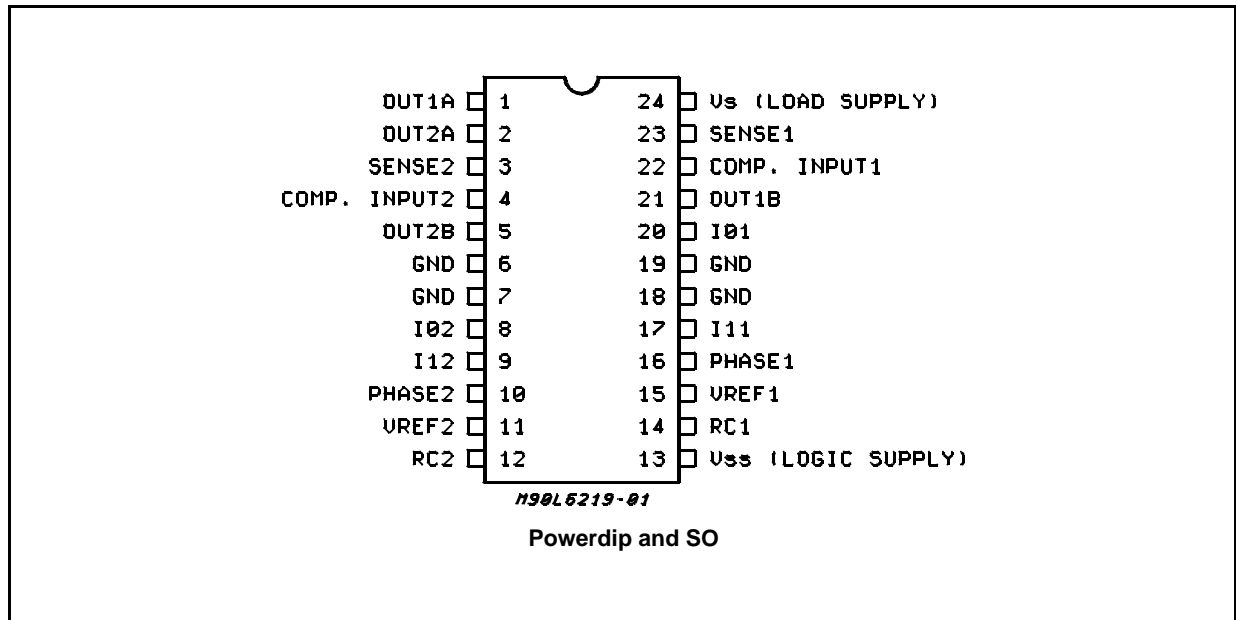 OUT1A 1 24 Vs (LOAD SUPPLY)
OUT2A 2 23 SENSE1
SENSE2 3 22 COMP. INPUT1
COMP. INPUT2 4 21 OUT1B
OUT2B 5 20 I01
GND 6 19 GND
GND 7 18 GND
I02 8 17 I11
I12 9 16 PHASE1
PHASE2 10 15 VREF1
VREF2 11 14 RC1
RC2 12 13 Vss (LOGIC SUPPLY)
M90L6219-01
Powerdip and SO